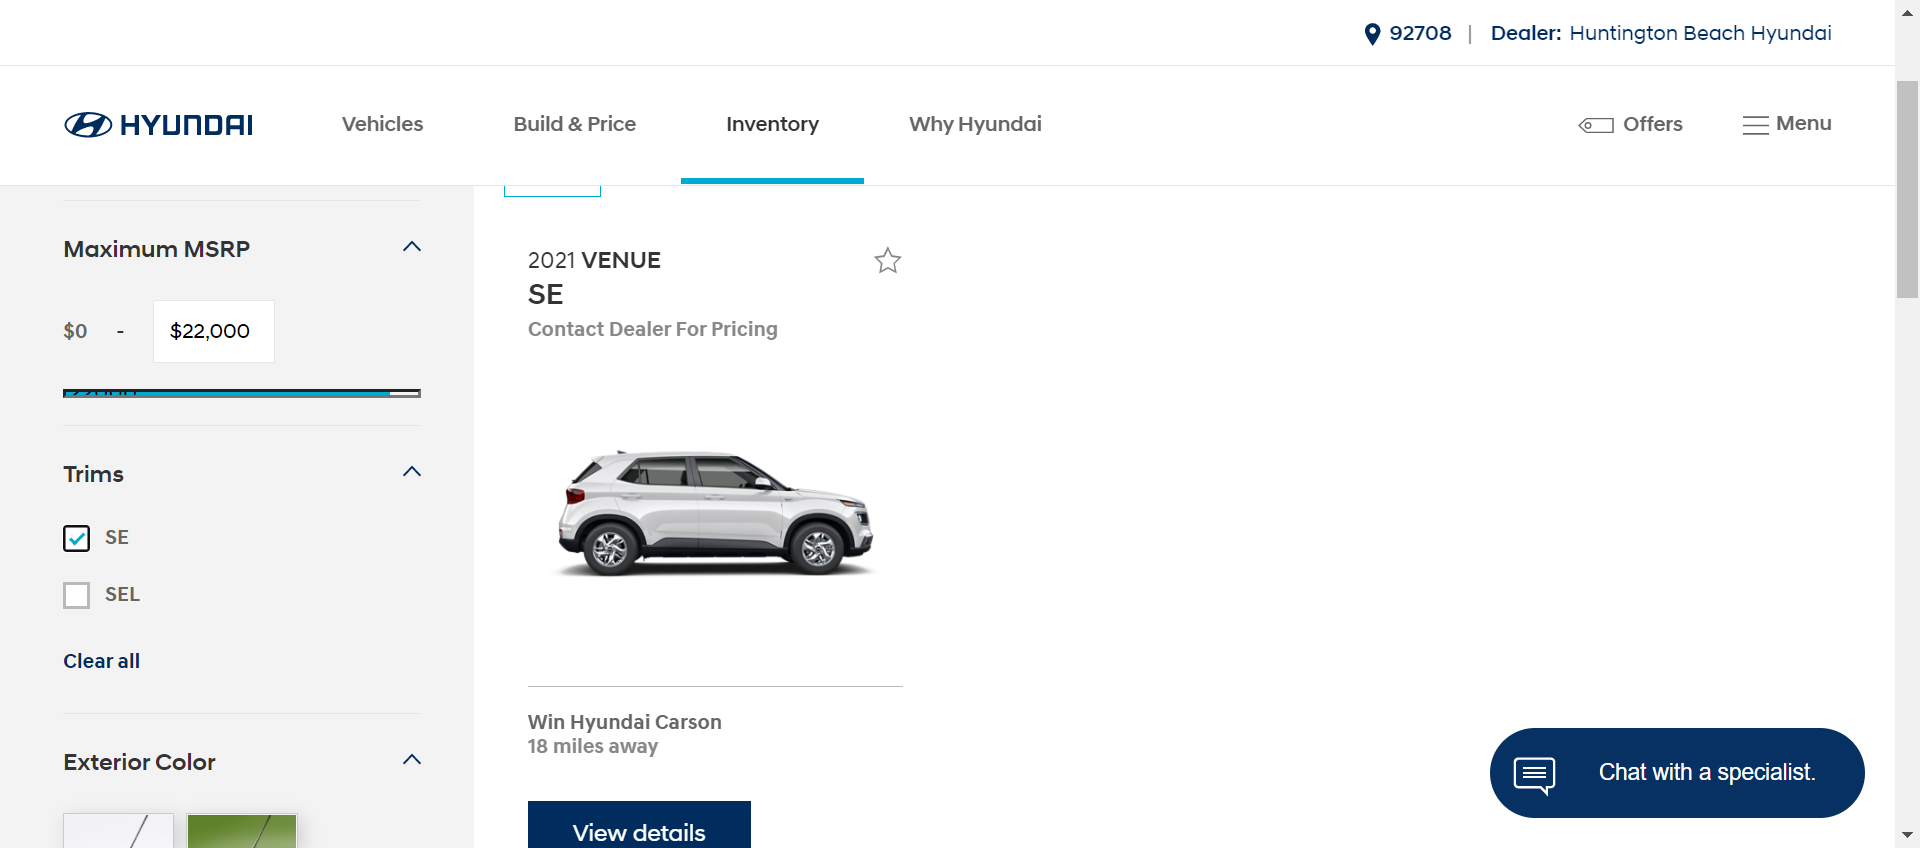 92708 | Dealer: Huntington Beach Hyundai
HYUNDAI
Vehicles
Build & Price
Inventory
Why Hyundai
Offers
Menu
Maximum MSRP
$0 - $22,000
Trims
SE
SEL
Clear all
Exterior Color
2021 VENUE
SE
Contact Dealer For Pricing
Win Hyundai Carson
18 miles away
View details
Chat with a specialist.